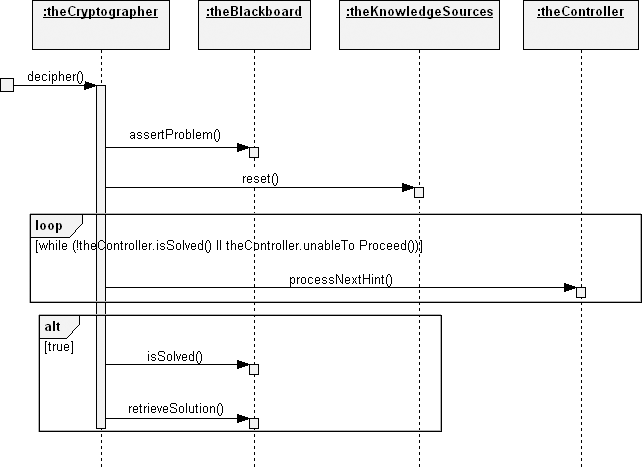 :theCryptographer :theBlackboard :theKnowledgeSources :theController
decipher()
assertProblem()
reset()
loop
[while (!theController.isSolved() || theController.unableTo Proceed())]
processNextHint()
alt
[true]
isSolved()
retrieveSolution()